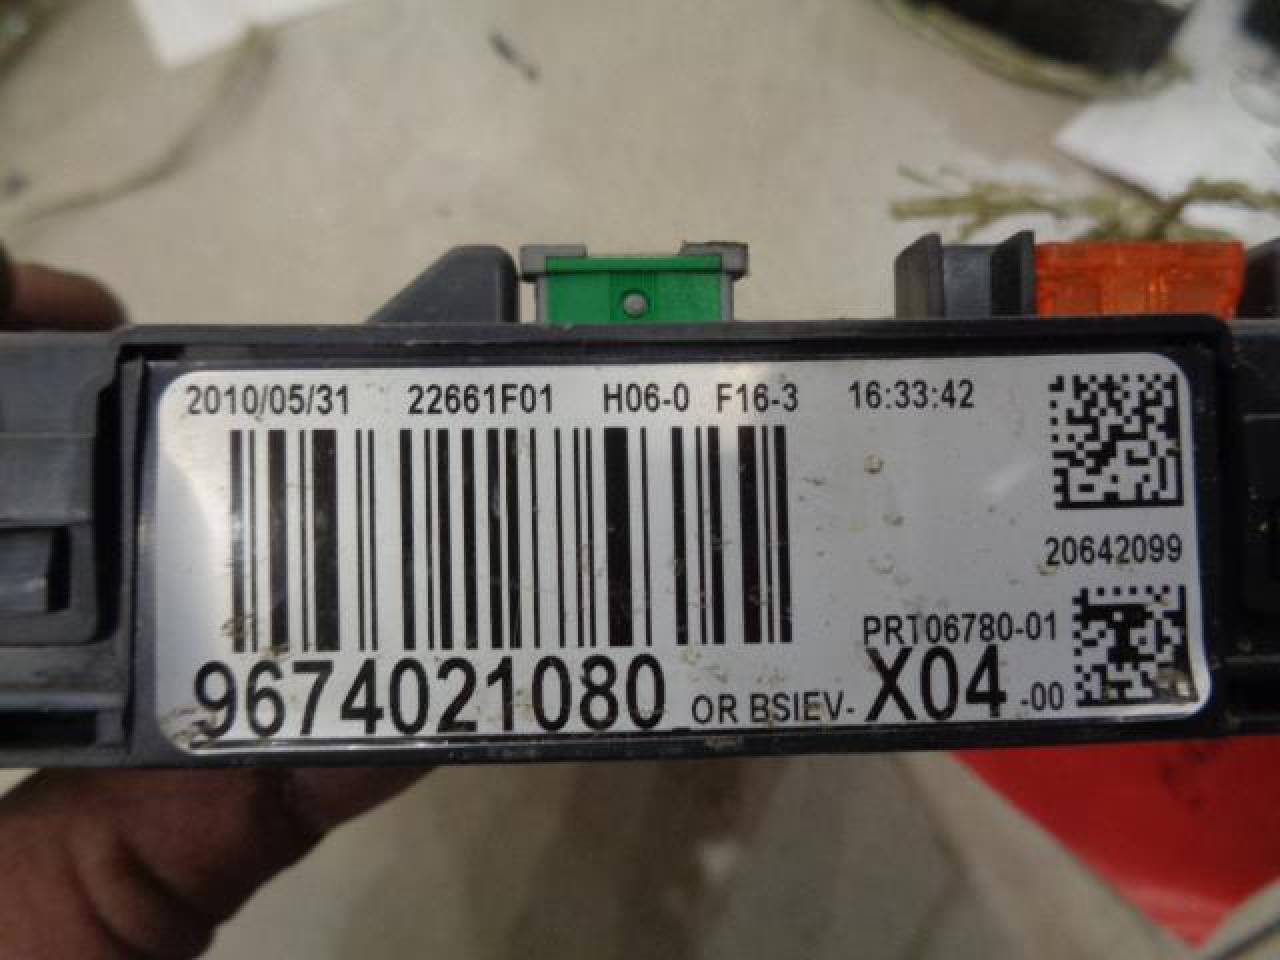 2010/05/31 22661F01 H06-0 F16-3 16:33:42
20642099
PRT06780-01
9674021080 OR BSIEV- X04 -00